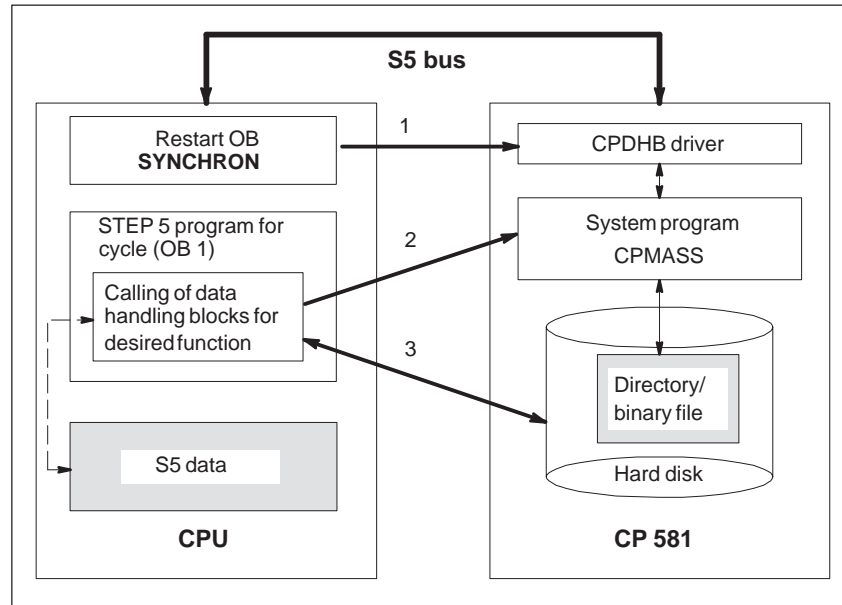 S5 bus
Restart OB
SYNCHRON
1
CPDHB driver
STEP 5 program for
cycle (OB 1)
2
System program
CPMASS
Calling of data
handling blocks for
desired function
3
Directory/
binary file
S5 data
Hard disk
CPU
CP 581